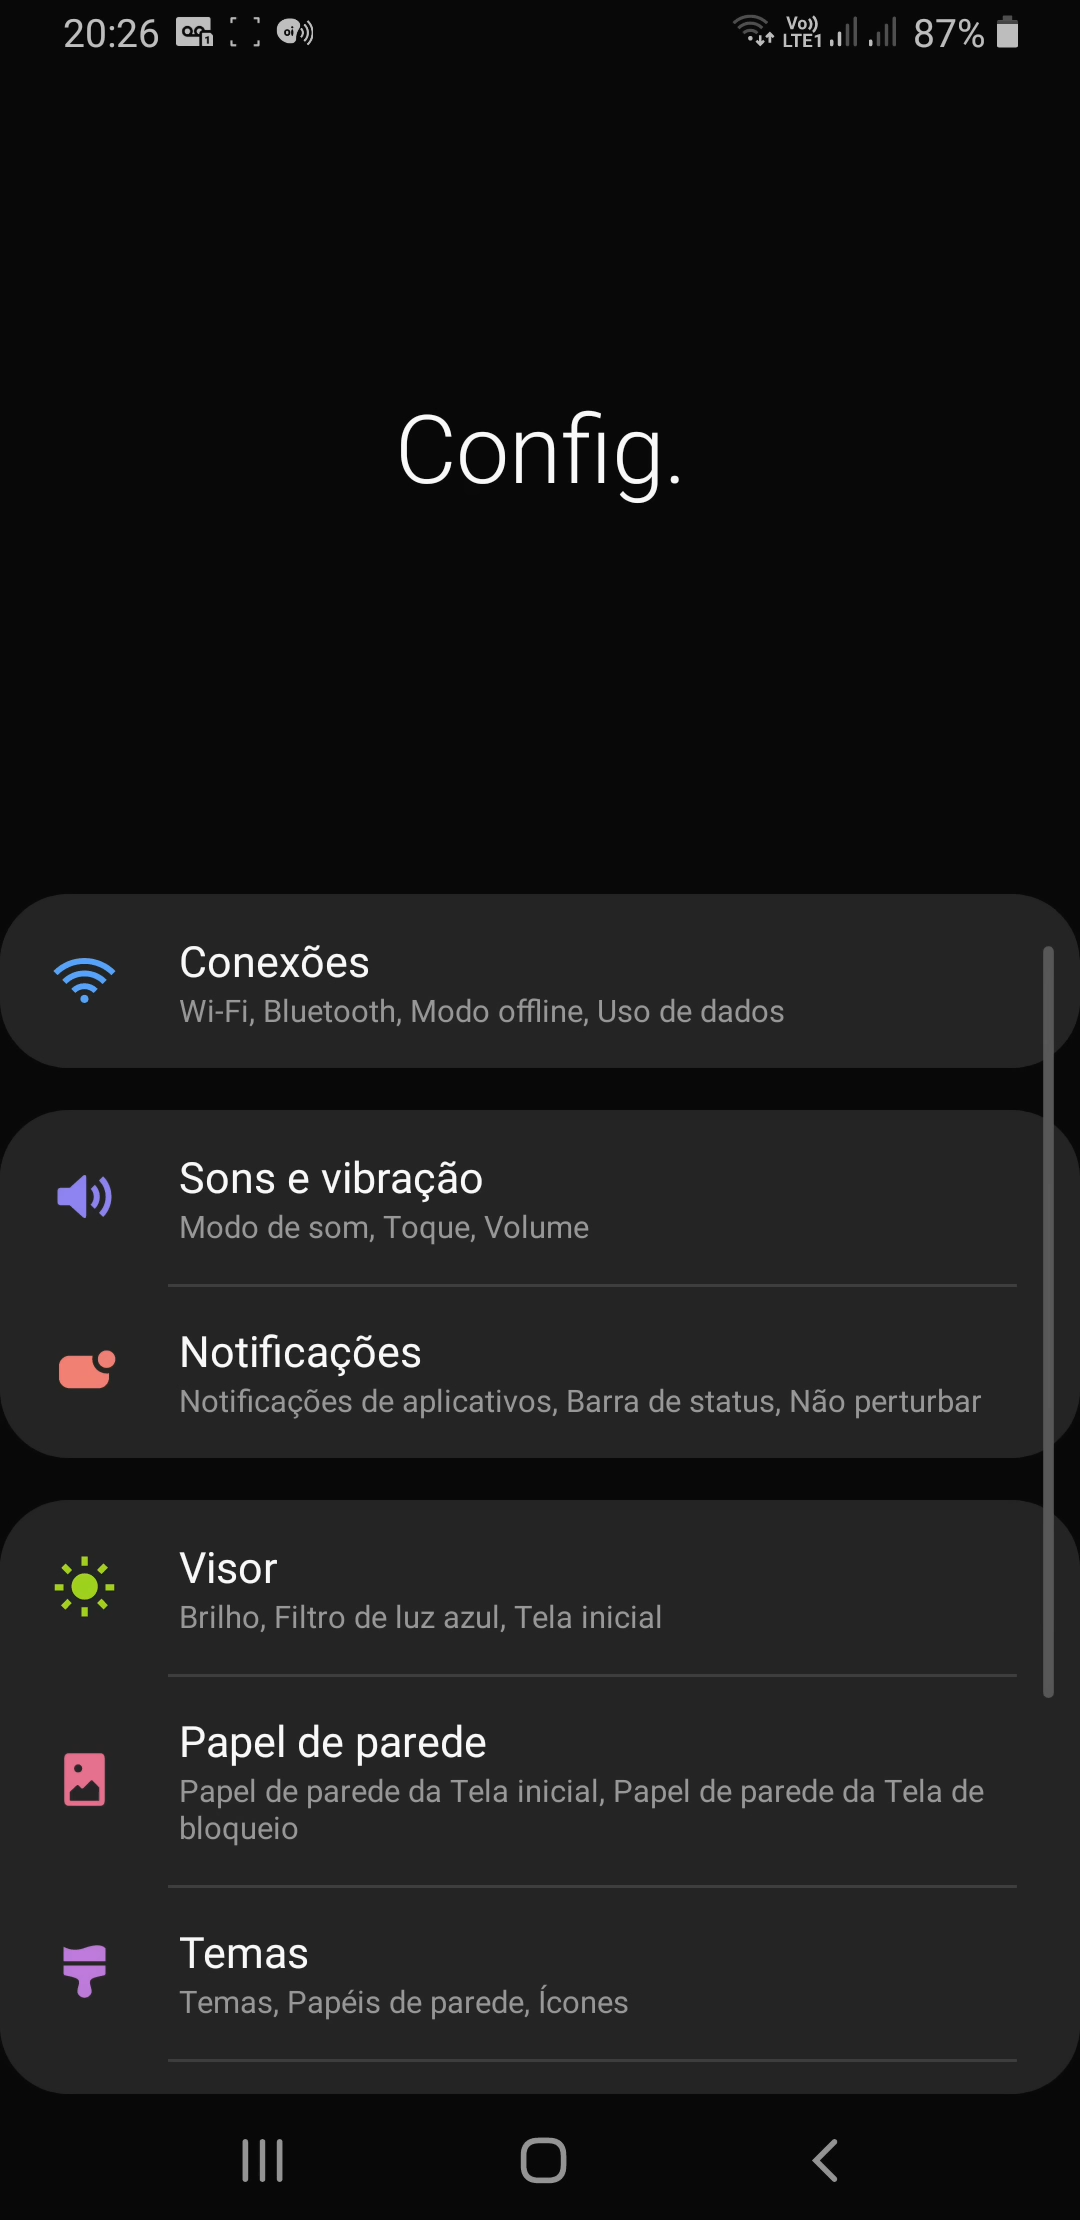 20:26
Vo)) LTE1 87%
Config.
Conexões
Wi-Fi, Bluetooth, Modo offline, Uso de dados
Sons e vibração
Modo de som, Toque, Volume
Notificações
Notificações de aplicativos, Barra de status, Não perturbar
Visor
Brilho, Filtro de luz azul, Tela inicial
Papel de parede
Papel de parede da Tela inicial, Papel de parede da Tela de
bloqueio
Temas
Temas, Papéis de parede, Ícones